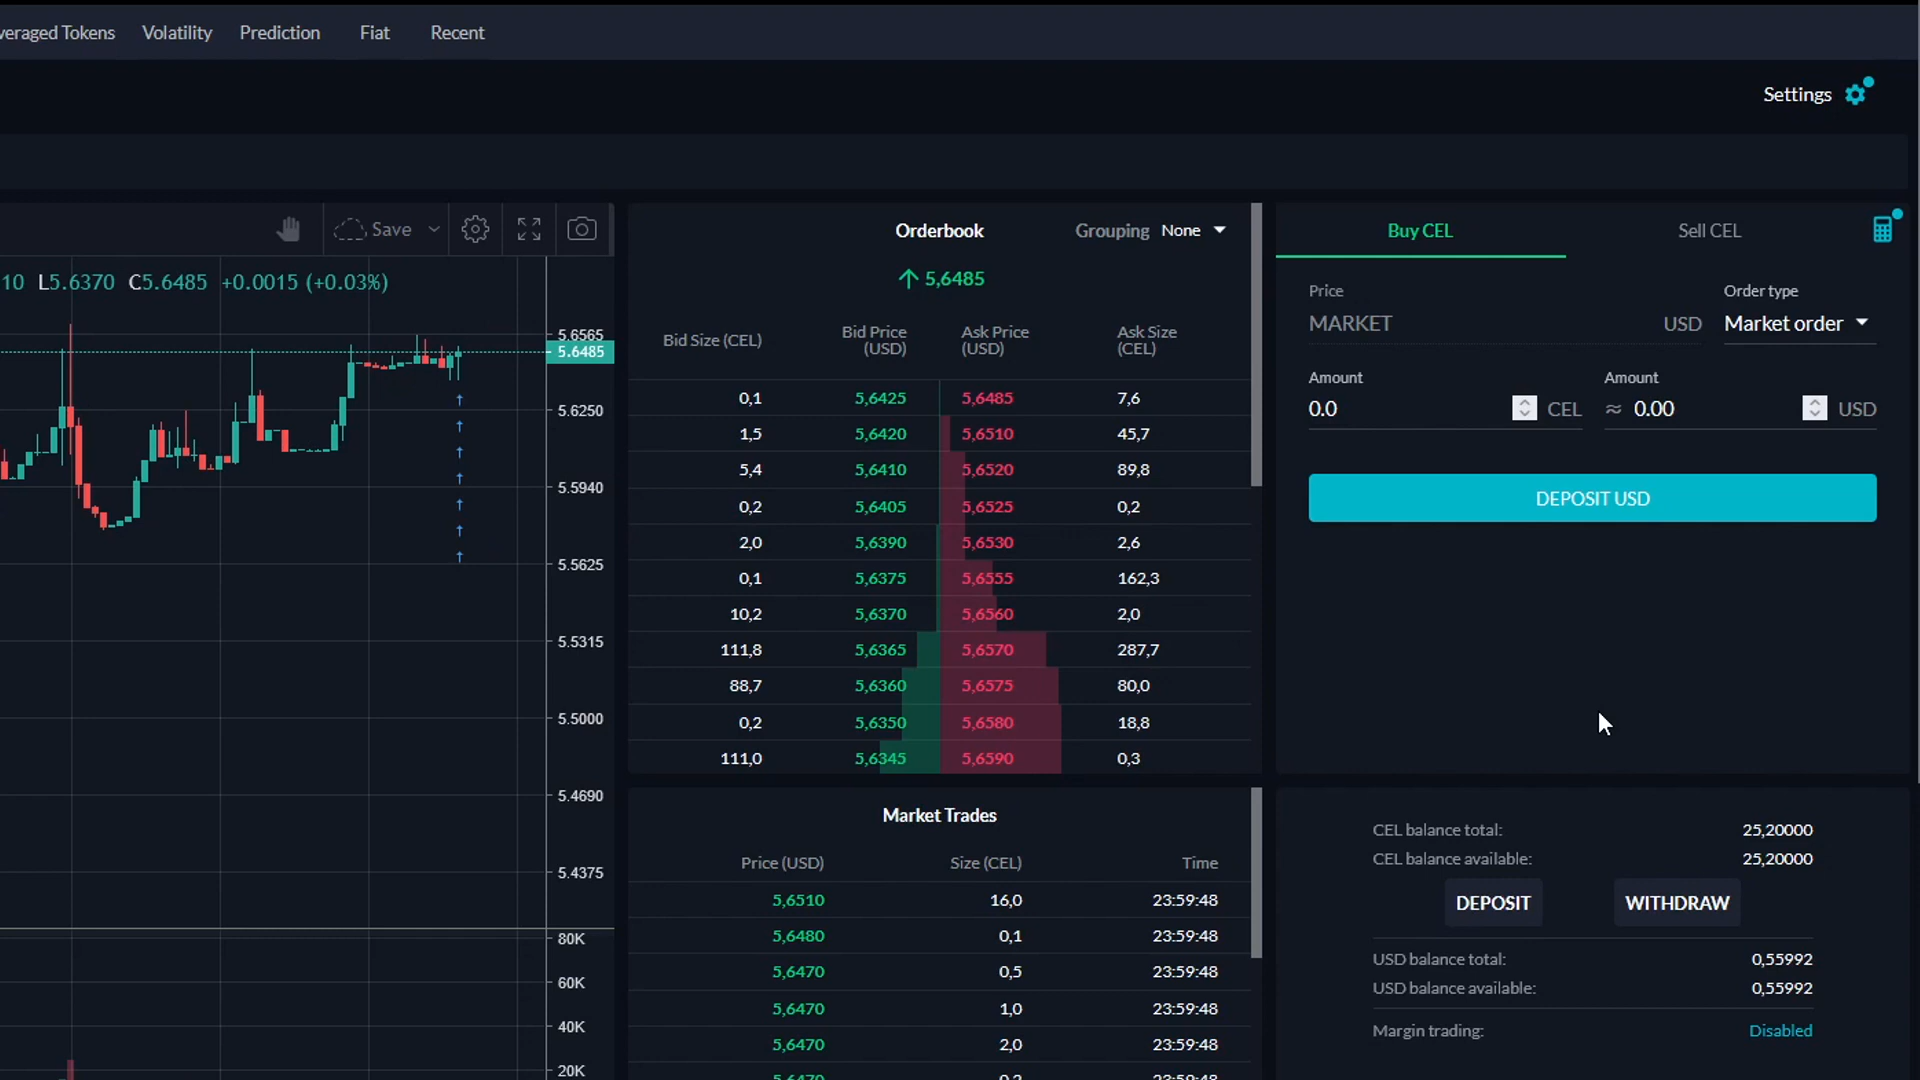 veraged Tokens Volatility Prediction Fiat Recent
Settings
Save
10 L5.6370 C5.6485 +0.0015 (+0.03%)
5.6565
5.6485
5.6250
5.5940
5.5625
5.5315
5.5000
5.4690
5.4375
80K
60K
40K
20K
Orderbook Grouping None
↑ 5,6485
Bid Size (CEL) Bid Price (USD) Ask Price (USD) Ask Size (CEL)
0,1 5,6425 5,6485 7,6
1,5 5,6420 5,6510 45,7
5,4 5,6410 5,6520 89,8
0,2 5,6405 5,6525 0,2
2,0 5,6390 5,6530 2,6
0,1 5,6375 5,6555 162,3
10,2 5,6370 5,6560 2,0
111,8 5,6365 5,6570 287,7
88,7 5,6360 5,6575 80,0
0,2 5,6350 5,6580 18,8
111,0 5,6345 5,6590 0,3
Market Trades
Price (USD) Size (CEL) Time
5,6510 16,0 23:59:48
5,6480 0,1 23:59:48
5,6470 0,5 23:59:48
5,6470 1,0 23:59:48
5,6470 2,0 23:59:48
Buy CEL Sell CEL
Price Order type
MARKET USD Market order
Amount Amount
0.0 CEL ≈ 0.00 USD
DEPOSIT USD
CEL balance total: 25,20000
CEL balance available: 25,20000
DEPOSIT WITHDRAW
USD balance total: 0,55992
USD balance available: 0,55992
Margin trading: Disabled